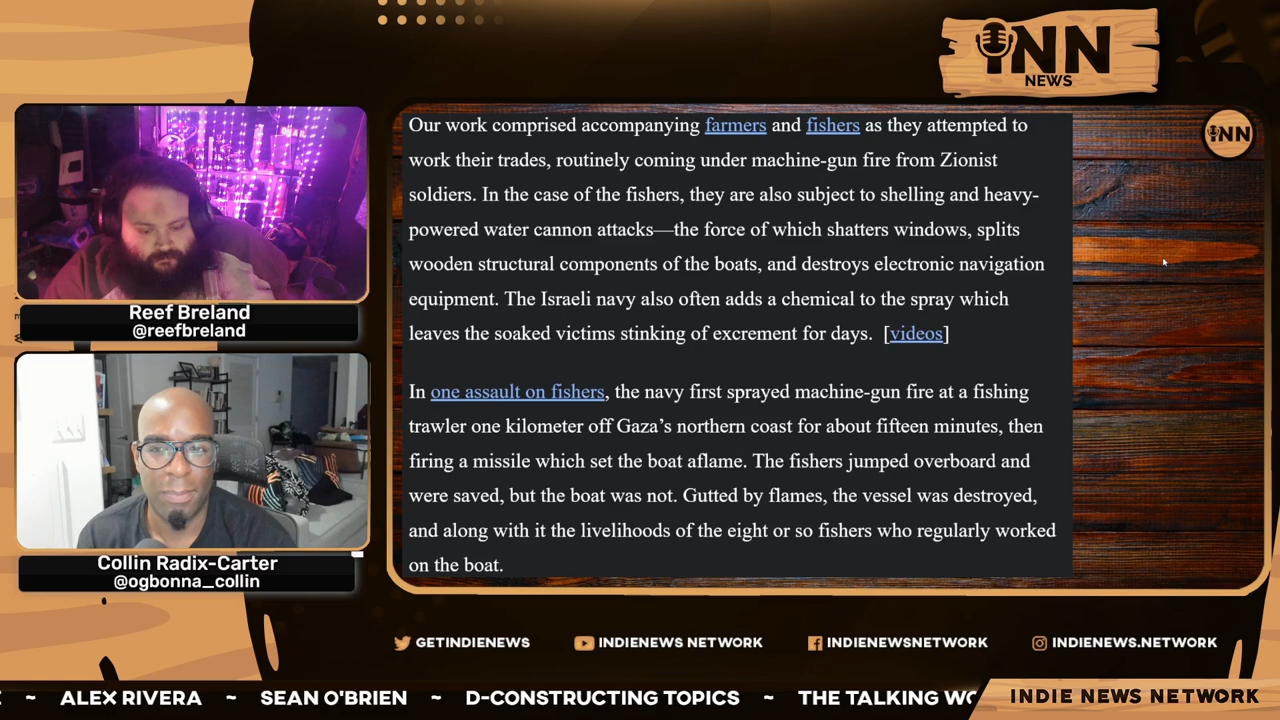 INN
NEWS
INN
Our work comprised accompanying farmers and fishers as they attempted to
work their trades, routinely coming under machine-gun fire from Zionist
soldiers. In the case of the fishers, they are also subject to shelling and heavy-
powered water cannon attacks—the force of which shatters windows, splits
wooden structural components of the boats, and destroys electronic navigation
equipment. The Israeli navy also often adds a chemical to the spray which
leaves the soaked victims stinking of excrement for days. [videos]
In one assault on fishers, the navy first sprayed machine-gun fire at a fishing
trawler one kilometer off Gaza’s northern coast for about fifteen minutes, then
firing a missile which set the boat aflame. The fishers jumped overboard and
were saved, but the boat was not. Gutted by flames, the vessel was destroyed,
and along with it the livelihoods of the eight or so fishers who regularly worked
on the boat.
Reef Breland
@reefbreland
Collin Radix-Carter
@ogbonna_collin
GETINDIENEWS
INDIENEWS NETWORK
INDIENEWSNETWORK
INDIENEWS.NETWORK
~ ALEX RIVERA ~ SEAN O'BRIEN ~ D-CONSTRUCTING TOPICS ~ THE TALKING
INDIE NEWS NETWORK